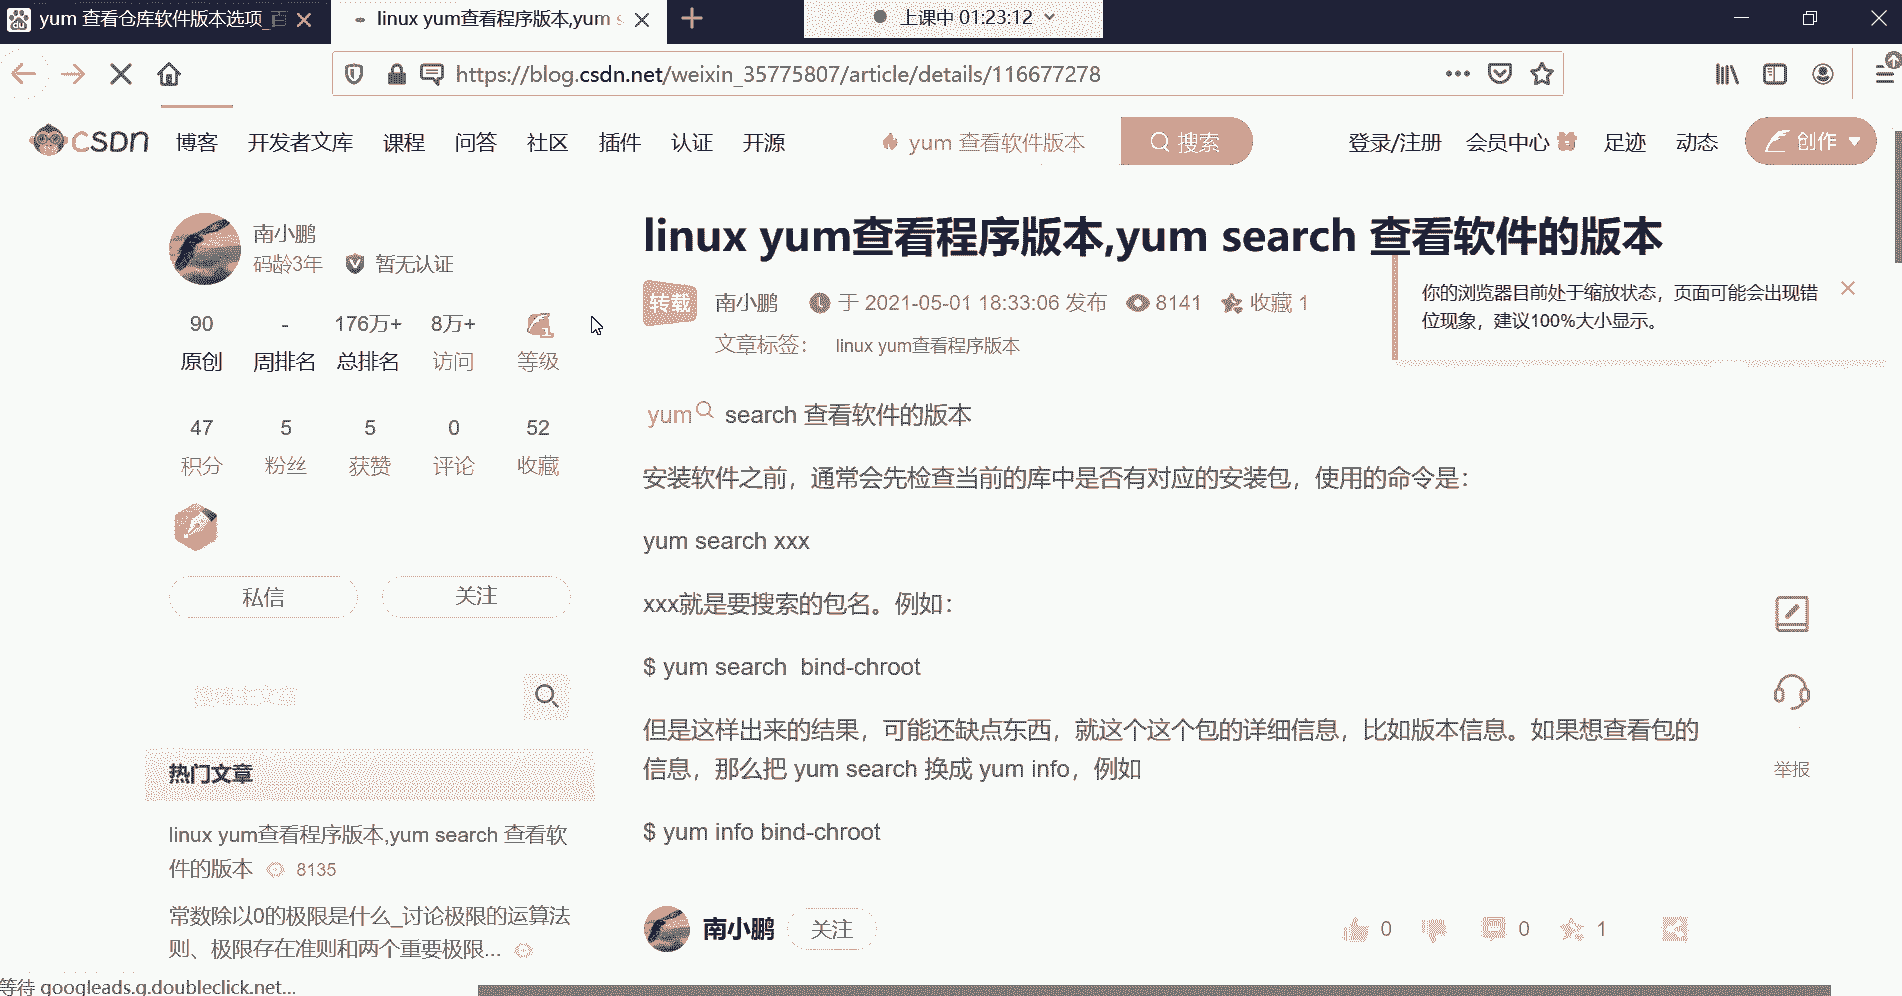 yum 查看仓库软件版本选项_百
linux yum查看程序版本,yum s
上课中 01:23:12
https://blog.csdn.net/weixin_35775807/article/details/116677278
CSDN 博客 开发者文库 课程 问答 社区 插件 认证 开源 yum 查看软件版本 搜索 登录/注册 会员中心 足迹 动态 创作
南小鹏
码龄3年 暂无认证
90 - 176万+ 8万+ 1
原创 周排名 总排名 访问 等级
47 5 5 0 52
积分 粉丝 获赞 评论 收藏
私信 关注
热门文章
linux yum查看程序版本,yum search 查看软
件的版本 8135
常数除以0的极限是什么_讨论极限的运算法
则、极限存在准则和两个重要极限...
等待 googleads.g.doubleclick.net...
linux yum查看程序版本,yum search 查看软件的版本
转载 南小鹏 于 2021-05-01 18:33:06 发布 8141 收藏 1
文章标签： linux yum查看程序版本
你的浏览器目前处于缩放状态，页面可能会出现错
位现象，建议100%大小显示。
yum search 查看软件的版本
安装软件之前，通常会先检查当前的库中是否有对应的安装包，使用的命令是：
yum search xxx
xxx就是要搜索的包名。例如：
$ yum search  bind-chroot
但是这样出来的结果，可能还缺点东西，就这个这个包的详细信息，比如版本信息。如果想查看包的
信息，那么把 yum search 换成 yum info，例如
$ yum info bind-chroot
南小鹏 关注 0 0 1
举报